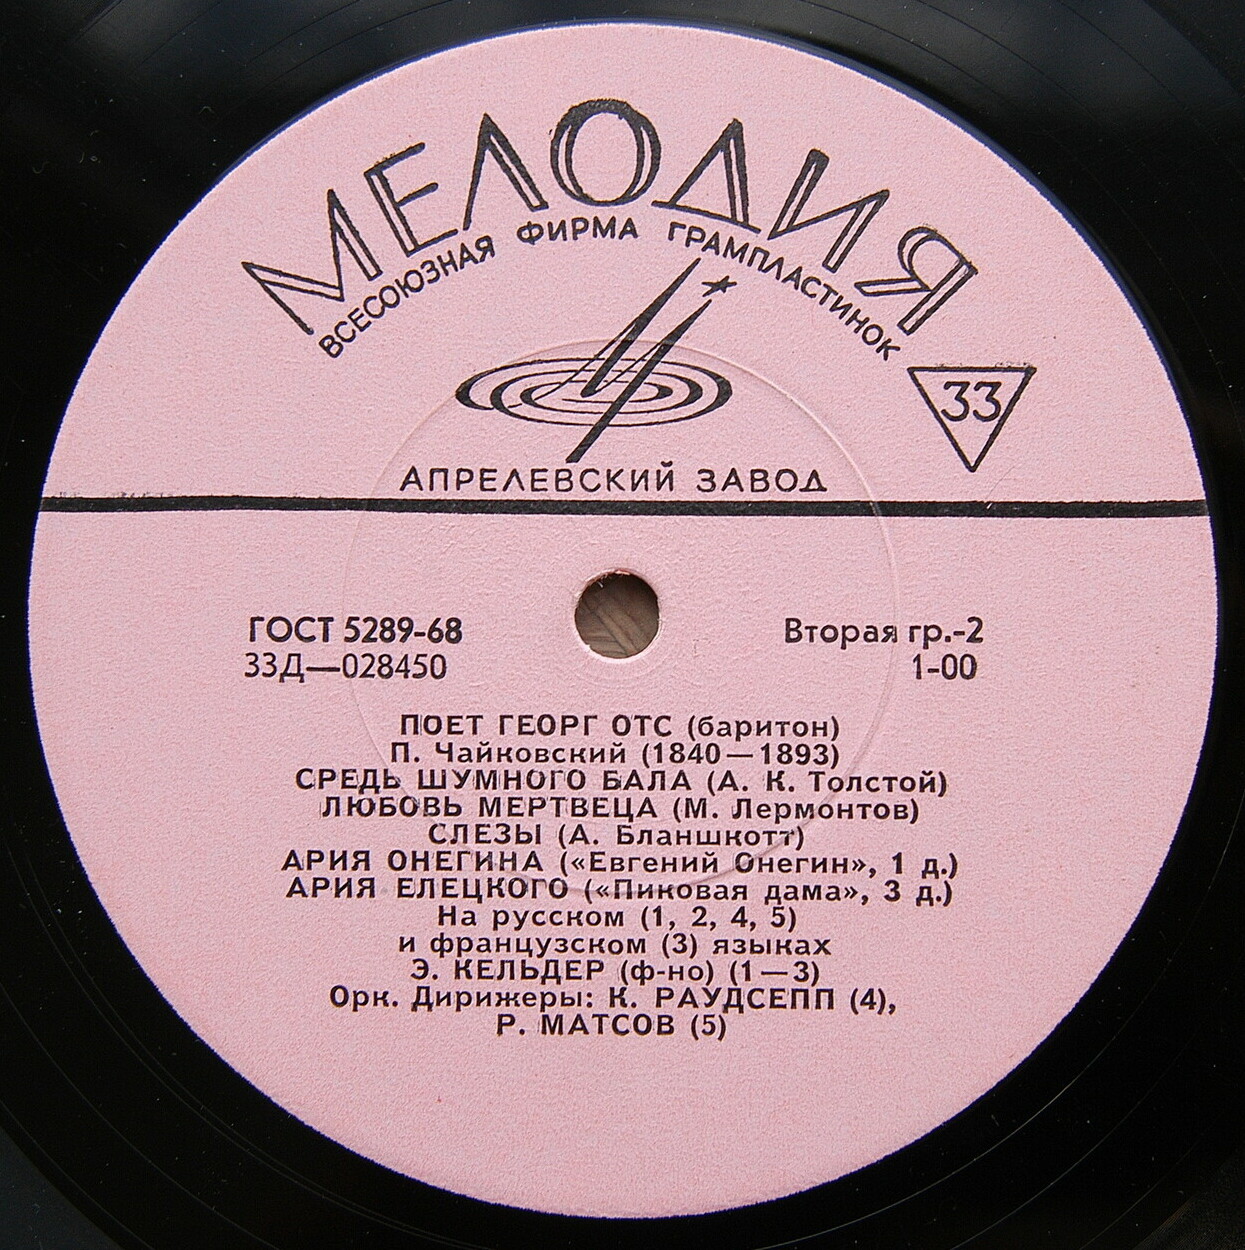 МЕЛОДИЯ
ВСЕСОЮЗНАЯ ФИРМА ГРАМПЛАСТИНОК
33
АПРЕЛЕВСКИЙ ЗАВОД
ГОСТ 5289-68
Вторая гр.-2
33Д—028450
1-00
ПОЕТ ГЕОРГ ОТС (баритон)
П. Чайковский (1840—1893)
СРЕДЬ ШУМНОГО БАЛА (А. К. Толстой)
ЛЮБОВЬ МЕРТВЕЦА (М. Лермонтов)
СЛЕЗЫ (А. Бланшкотт)
АРИЯ ОНЕГИНА («Евгений Онегин», 1 д.)
АРИЯ ЕЛЕЦКОГО («Пиковая дама», 3 д.)
На русском (1, 2, 4, 5)
и французском (3) языках
Э. КЕЛЬДЕР (ф-но) (1—3)
Орк. Дирижеры: К. РАУДСЕПП (4),
Р. МАТСОВ (5)